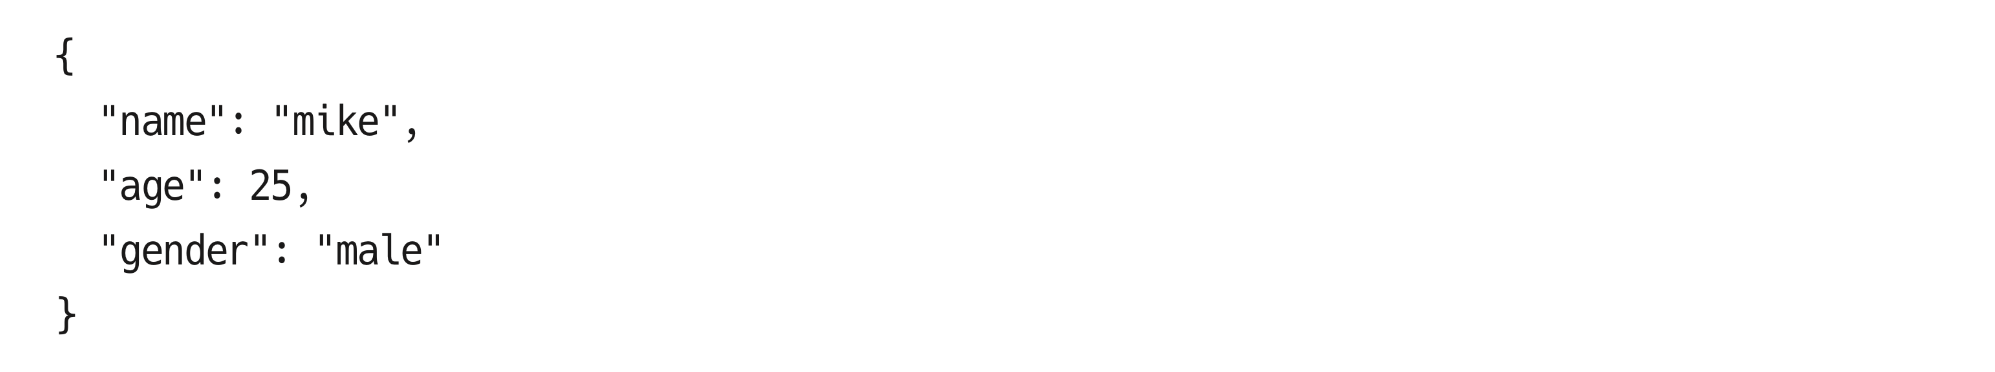 {
  "name": "mike",
  "age": 25,
  "gender": "male"
}